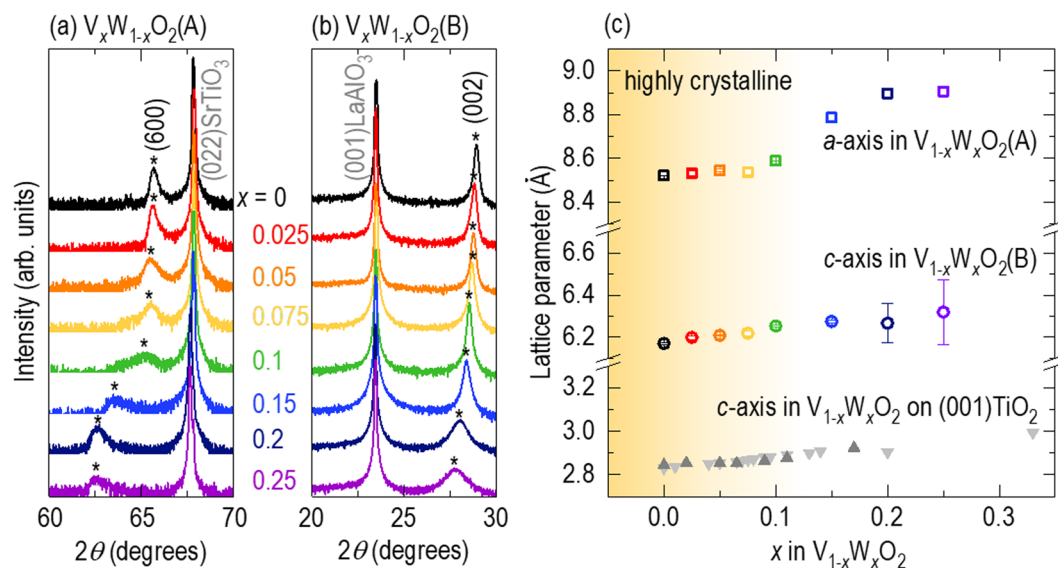 (a) VₓW₁₋ₓO₂(A)
(022)SrTiO₃
(600)
*
*
*
*
*
*
*
*
Intensity (arb. units)
60 65 70
2θ (degrees)
x = 0
0.025
0.05
0.075
0.1
0.15
0.2
0.25
(b) VₓW₁₋ₓO₂(B)
(001)LaAlO₃
(002)
*
*
*
*
*
*
*
*
20 25 30
2θ (degrees)
(c)
highly crystalline
a-axis in V₁₋ₓWₓO₂(A)
c-axis in V₁₋ₓWₓO₂(B)
c-axis in V₁₋ₓWₓO₂ on (001)TiO₂
Lattice parameter (Å)
9.0
8.8
8.6
8.4
6.4
6.2
6.0
3.0
2.9
2.8
0.0 0.1 0.2 0.3
x in V₁₋ₓWₓO₂